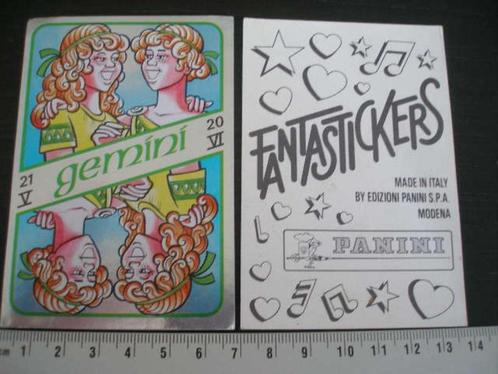 gemini
21
V
20
VI
FANTASTICKERS
MADE IN ITALY
BY EDIZIONI PANINI S.P.A.
MODENA
PANINI
cm 1 2 3 4 5 6 7 8 9 10 11 12 13 14